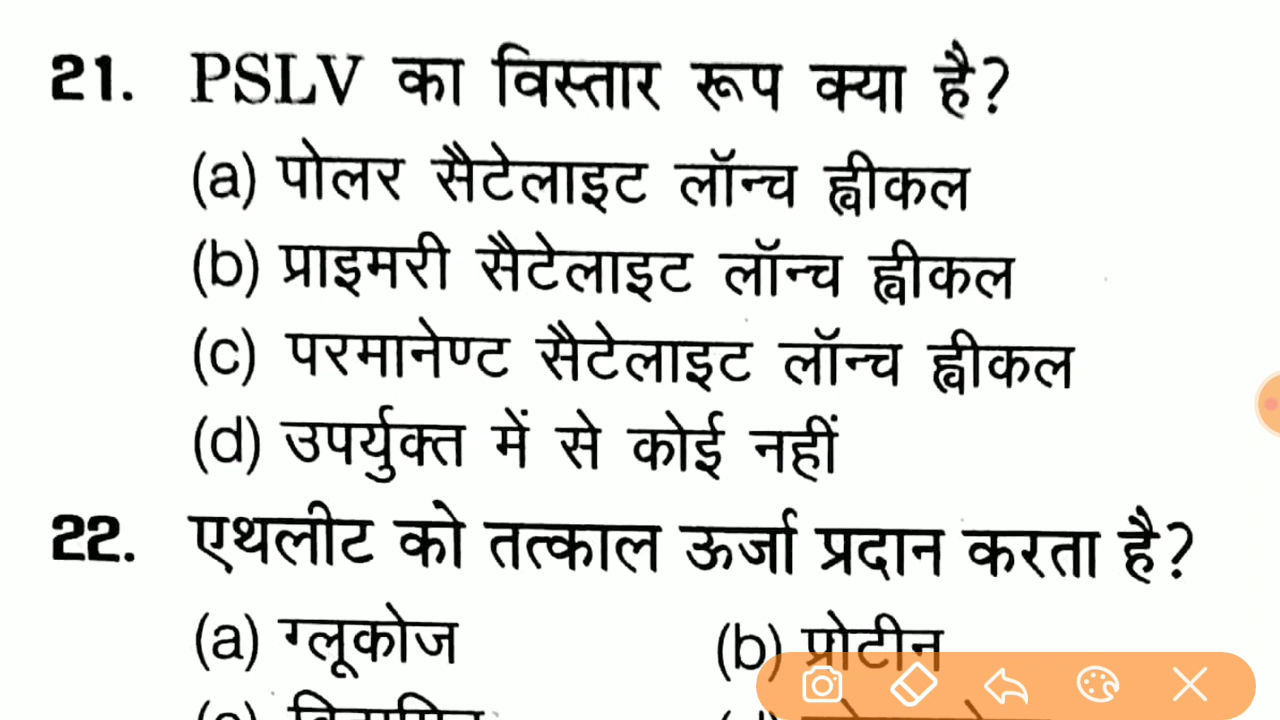 21. PSLV का विस्तार रूप क्या है?
(a) पोलर सैटेलाइट लॉन्च ह्वीकल
(b) प्राइमरी सैटेलाइट लॉन्च ह्वीकल
(c) परमानेण्ट सैटेलाइट लॉन्च ह्वीकल
(d) उपर्युक्त में से कोई नहीं
22. एथलीट को तत्काल ऊर्जा प्रदान करता है?
(a) ग्लूकोज (b) प्रोटीन